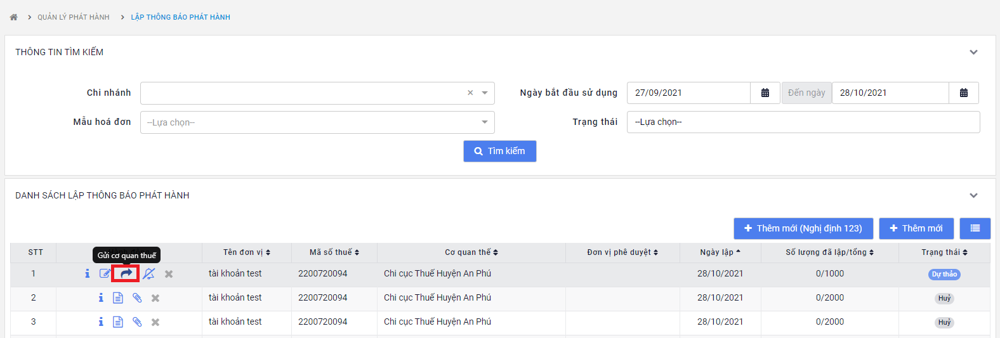 QUẢN LÝ PHÁT HÀNH LẬP THÔNG BÁO PHÁT HÀNH
THÔNG TIN TÌM KIẾM
Chi nhánh Ngày bắt đầu sử dụng 27/09/2021 Đến ngày 28/10/2021
Mẫu hoá đơn --Lựa chọn-- Trạng thái --Lựa chọn--
Tìm kiếm
DANH SÁCH LẬP THÔNG BÁO PHÁT HÀNH
Thêm mới (Nghị định 123) Thêm mới
STT Tên đơn vị Mã số thuế Cơ quan thế Đơn vị phê duyệt Ngày lập Số lượng đã lập/tổng Trạng thái
Gửi cơ quan thuế
1 tài khoản test 2200720094 Chi cục Thuế Huyện An Phú 28/10/2021 0/1000 Dự thảo
2 tài khoản test 2200720094 Chi cục Thuế Huyện An Phú 28/10/2021 0/2000 Huỷ
3 tài khoản test 2200720094 Chi cục Thuế Huyện An Phú 28/10/2021 0/2000 Huỷ